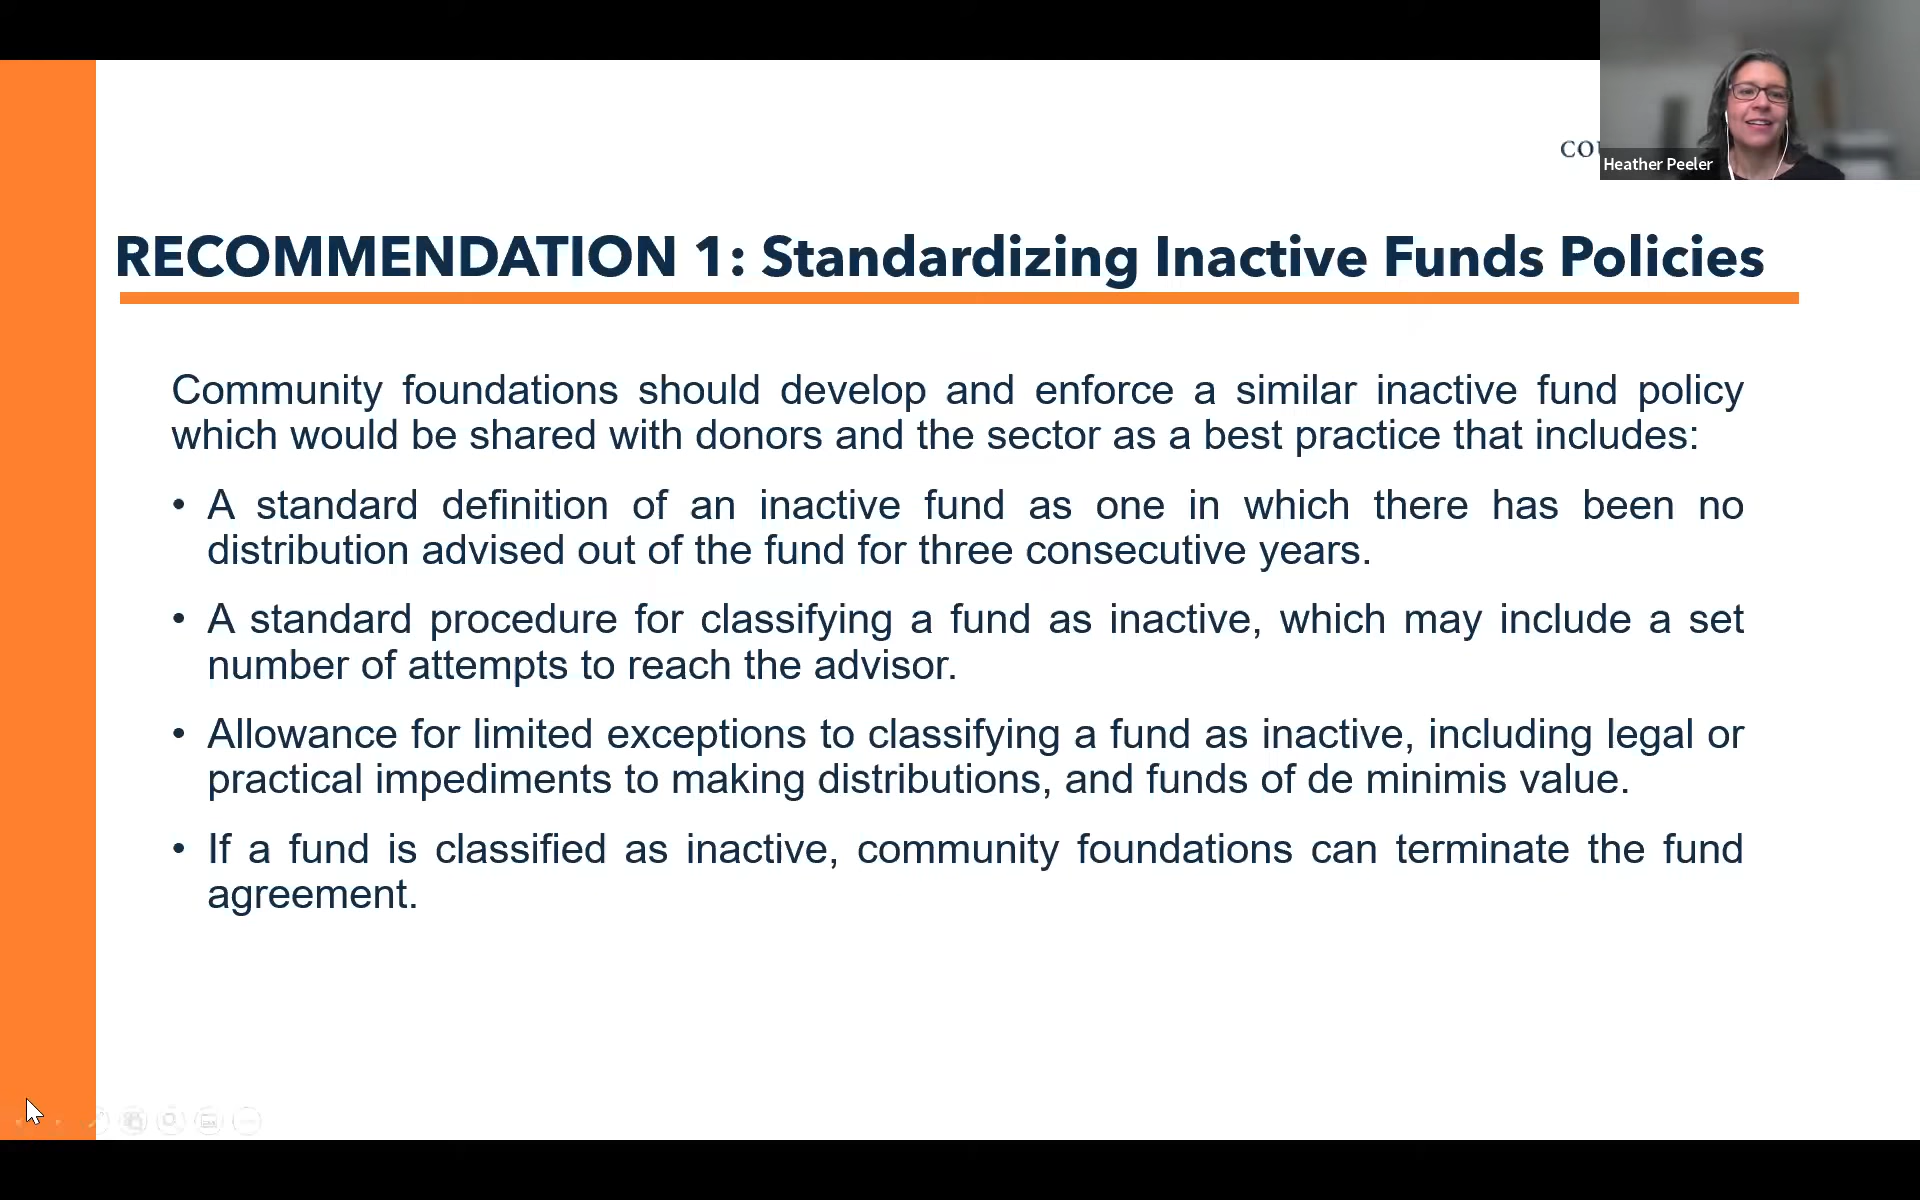 COU
Heather Peeler
RECOMMENDATION 1: Standardizing Inactive Funds Policies
Community foundations should develop and enforce a similar inactive fund policy
which would be shared with donors and the sector as a best practice that includes:
• A standard definition of an inactive fund as one in which there has been no
distribution advised out of the fund for three consecutive years.
• A standard procedure for classifying a fund as inactive, which may include a set
number of attempts to reach the advisor.
• Allowance for limited exceptions to classifying a fund as inactive, including legal or
practical impediments to making distributions, and funds of de minimis value.
• If a fund is classified as inactive, community foundations can terminate the fund
agreement.